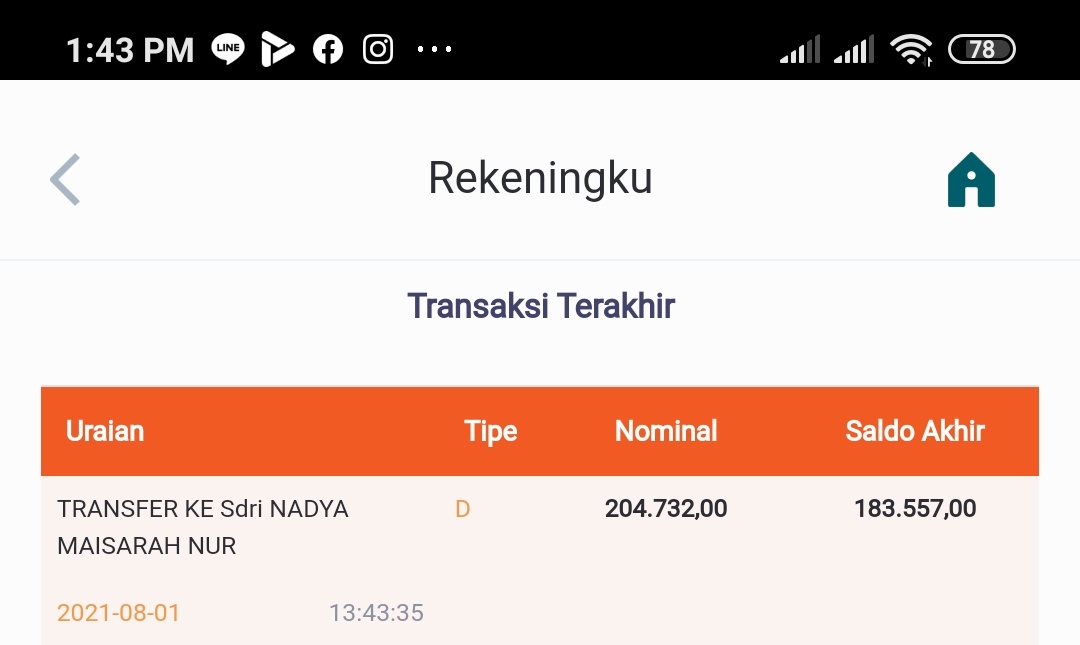 1:43 PM LINE 78
Rekeningku
Transaksi Terakhir
Uraian Tipe Nominal Saldo Akhir
TRANSFER KE Sdri NADYA D 204.732,00 183.557,00
MAISARAH NUR
2021-08-01 13:43:35